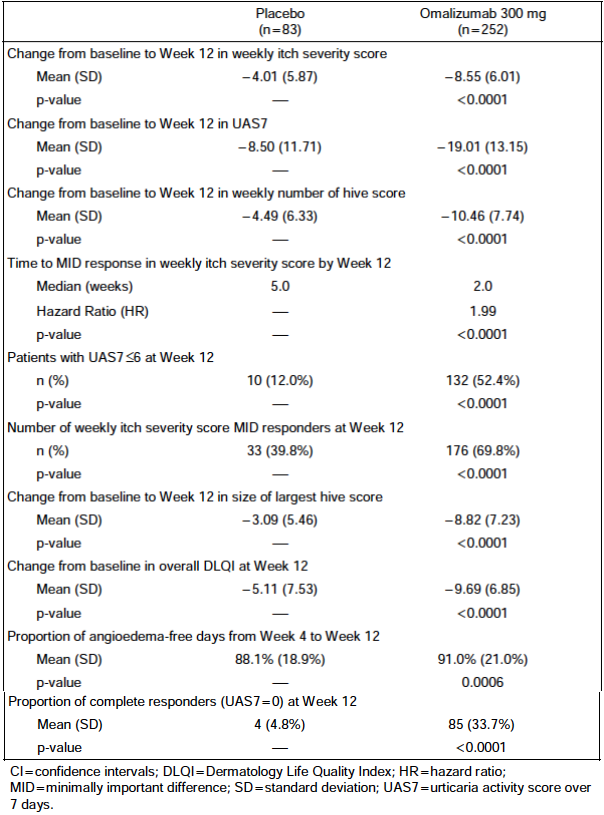 Placebo Omalizumab 300 mg
(n=83) (n=252)
Change from baseline to Week 12 in weekly itch severity score
Mean (SD) −4.01 (5.87) −8.55 (6.01)
p-value — <0.0001
Change from baseline to Week 12 in UAS7
Mean (SD) −8.50 (11.71) −19.01 (13.15)
p-value — <0.0001
Change from baseline to Week 12 in weekly number of hive score
Mean (SD) −4.49 (6.33) −10.46 (7.74)
p-value — <0.0001
Time to MID response in weekly itch severity score by Week 12
Median (weeks) 5.0 2.0
Hazard Ratio (HR) — 1.99
p-value — <0.0001
Patients with UAS7≤6 at Week 12
n (%) 10 (12.0%) 132 (52.4%)
p-value — <0.0001
Number of weekly itch severity score MID responders at Week 12
n (%) 33 (39.8%) 176 (69.8%)
p-value — <0.0001
Change from baseline to Week 12 in size of largest hive score
Mean (SD) −3.09 (5.46) −8.82 (7.23)
p-value — <0.0001
Change from baseline in overall DLQI at Week 12
Mean (SD) −5.11 (7.53) −9.69 (6.85)
p-value — <0.0001
Proportion of angioedema-free days from Week 4 to Week 12
Mean (SD) 88.1% (18.9%) 91.0% (21.0%)
p-value — 0.0006
Proportion of complete responders (UAS7=0) at Week 12
Mean (SD) 4 (4.8%) 85 (33.7%)
p-value — <0.0001
CI=confidence intervals; DLQI=Dermatology Life Quality Index; HR=hazard ratio;
MID=minimally important difference; SD=standard deviation; UAS7=urticaria activity score over
7 days.